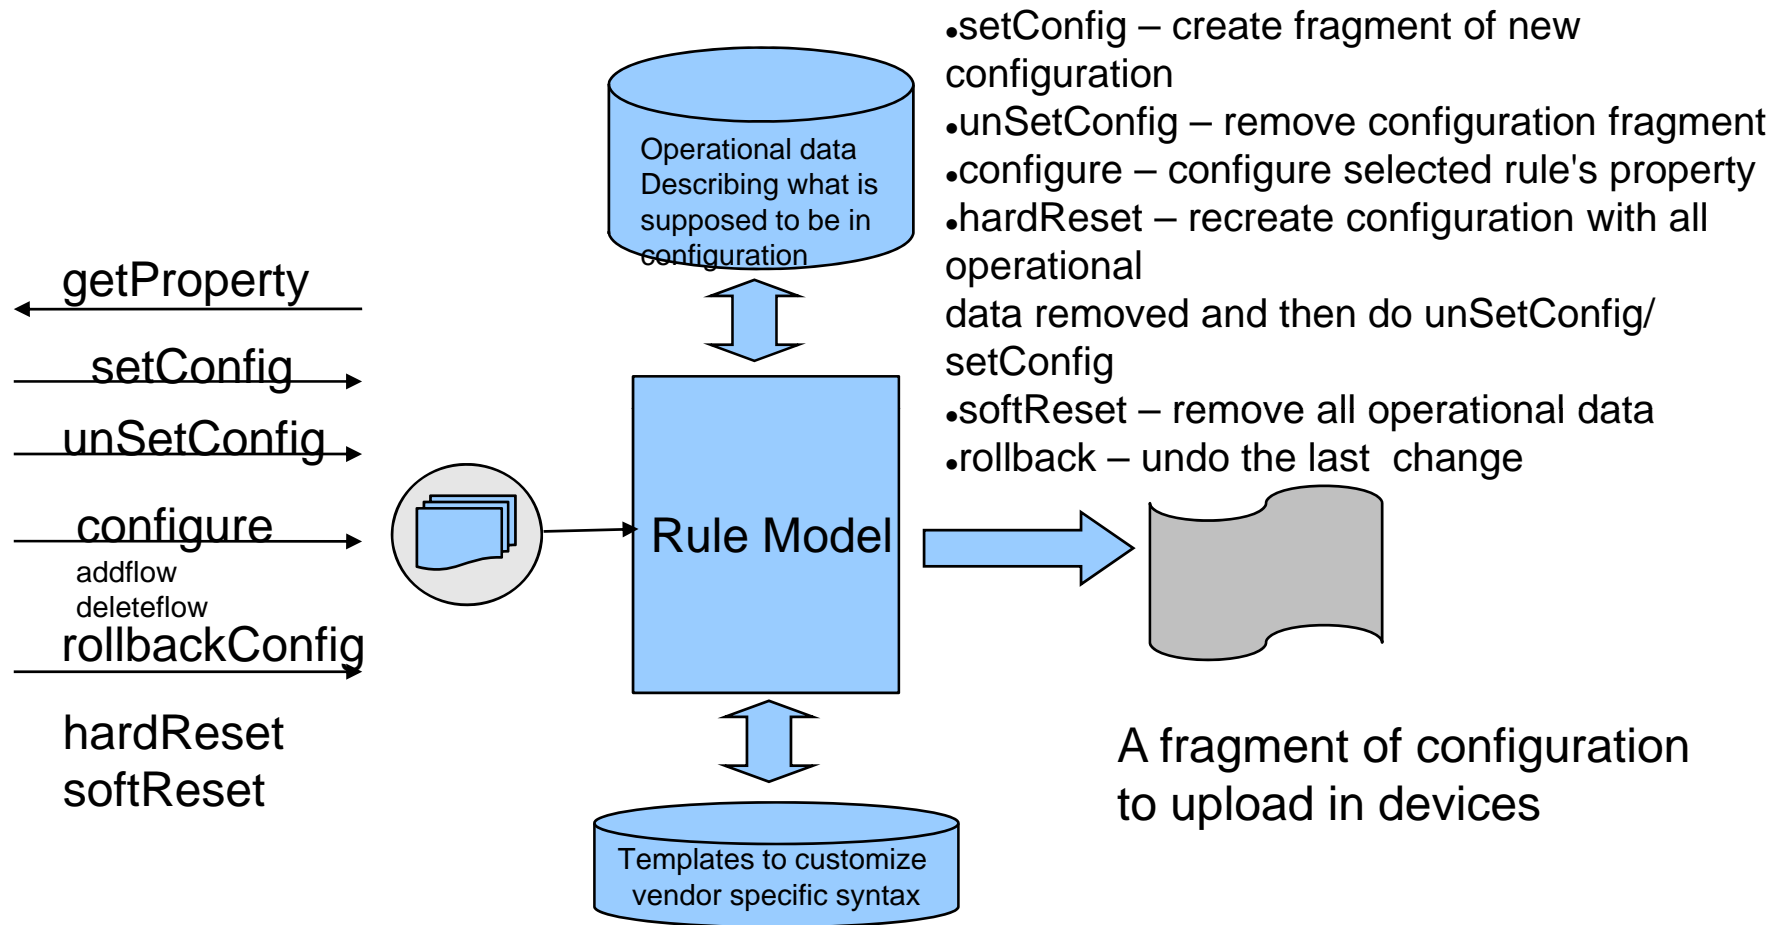 ●setConfig – create fragment of new
configuration
●unSetConfig – remove configuration fragment
●configure – configure selected rule's property
●hardReset – recreate configuration with all
operational
data removed and then do unSetConfig/
setConfig
●softReset – remove all operational data
●rollback – undo the last  change
Operational data
Describing what is
supposed to be in
configuration
getProperty
setConfig
unSetConfig
configure
addflow
deleteflow
rollbackConfig
hardReset
softReset
Rule Model
A fragment of configuration
to upload in devices
Templates to customize
vendor specific syntax